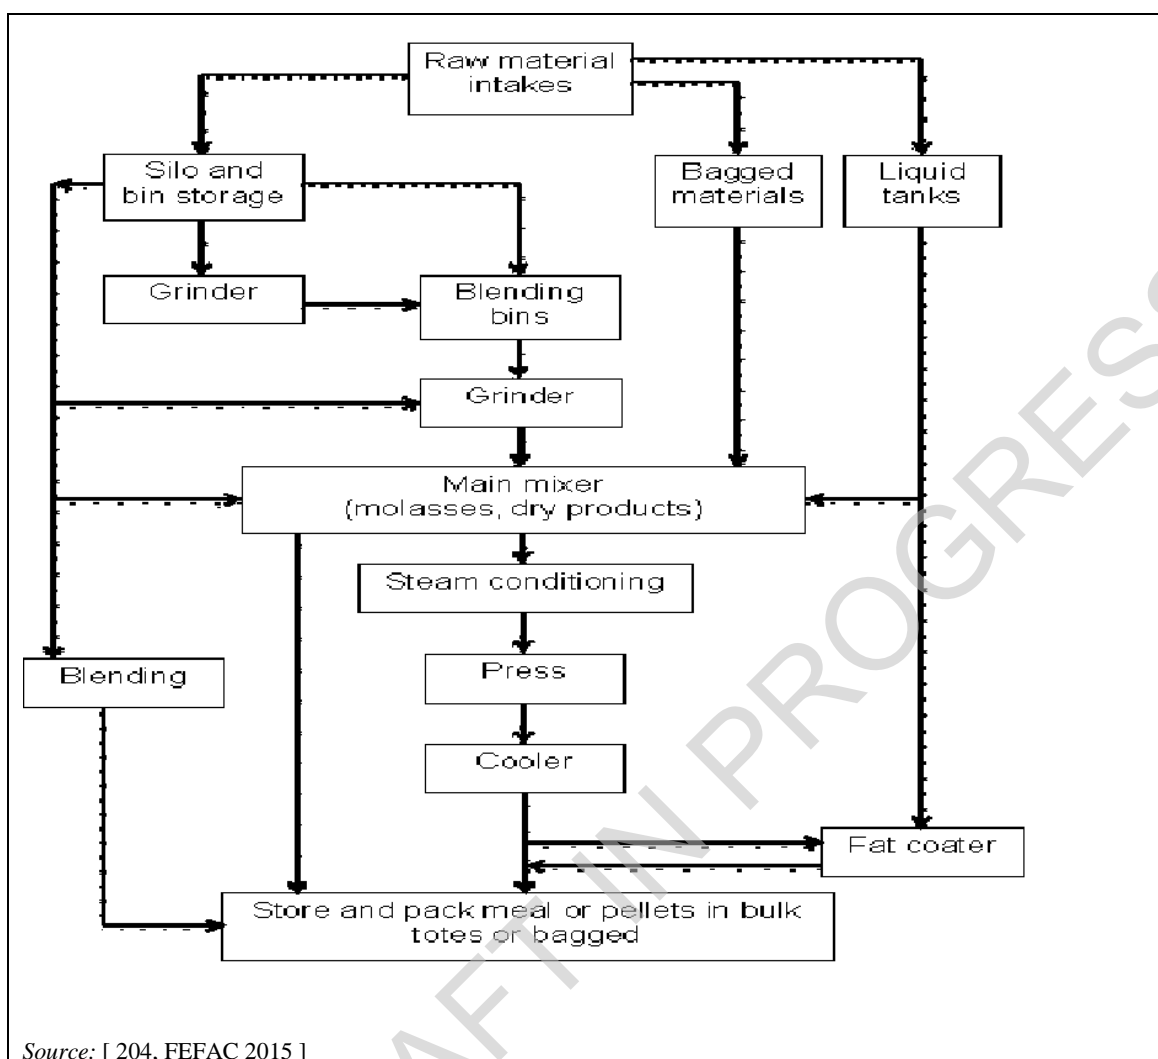 Raw material
intakes
Silo and
bin storage
Bagged
materials
Liquid
tanks
Grinder
Blending
bins
Grinder
Main mixer
(molasses, dry products)
Steam conditioning
Blending
Press
Cooler
Fat coater
Store and pack meal or pellets in bulk
totes or bagged
Source: [ 204, FEFAC 2015 ]
AFT IN PROGRESS